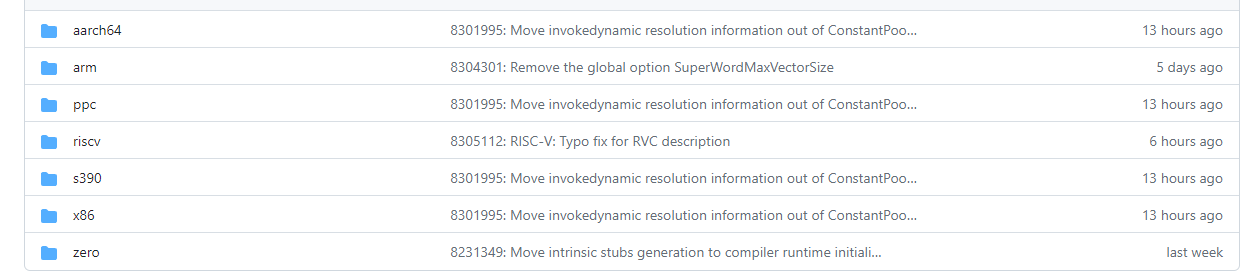 aarch64 8301995: Move invokedynamic resolution information out of ConstantPoo... 13 hours ago
arm 8304301: Remove the global option SuperWordMaxVectorSize 5 days ago
ppc 8301995: Move invokedynamic resolution information out of ConstantPoo... 13 hours ago
riscv 8305112: RISC-V: Typo fix for RVC description 6 hours ago
s390 8301995: Move invokedynamic resolution information out of ConstantPoo... 13 hours ago
x86 8301995: Move invokedynamic resolution information out of ConstantPoo... 13 hours ago
zero 8231349: Move intrinsic stubs generation to compiler runtime initiali... last week